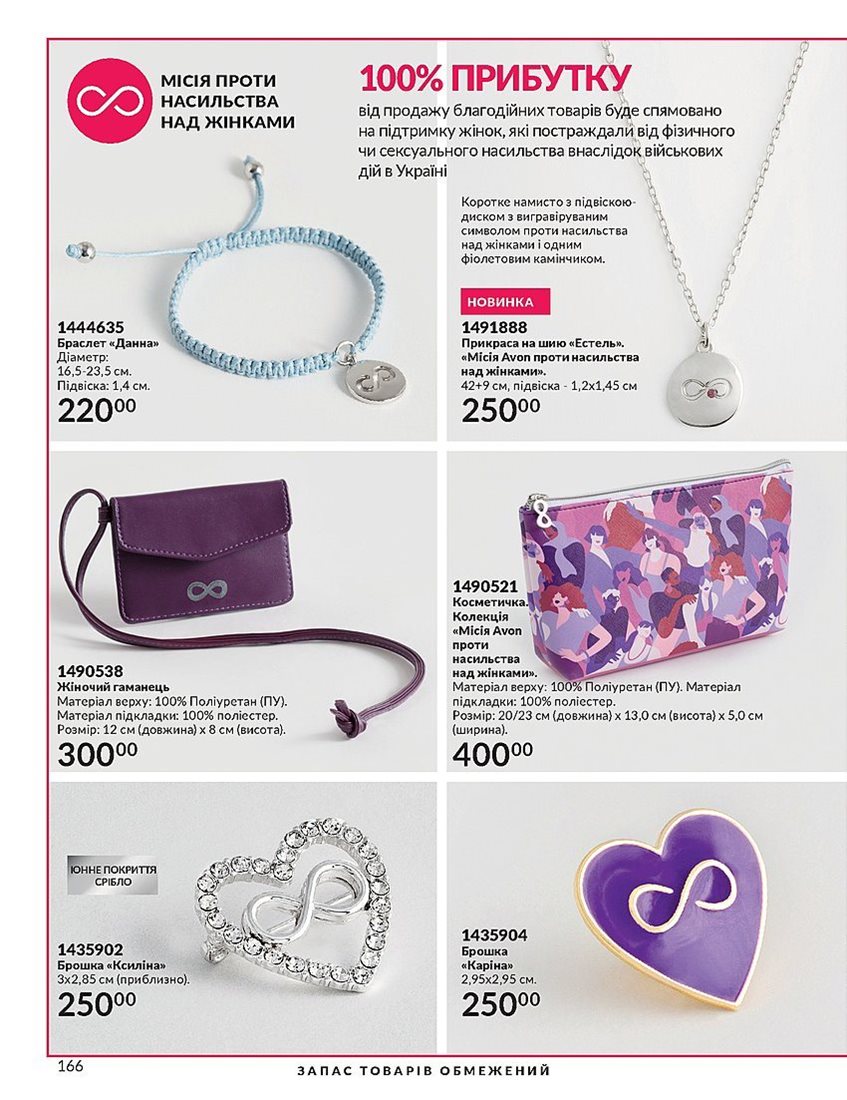 МІСІЯ ПРОТИ
НАСИЛЬСТВА
НАД ЖІНКАМИ
100% ПРИБУТКУ
від продажу благодійних товарів буде спямовано
на підтримку жінок, які постраждали від фізичного
чи сексуального насильства внаслідок військових
дій в Україні
1444635
Браслет «Данна»
Діаметр:
16,5-23,5 см.
Підвіска: 1,4 см.
22000
Коротке намисто з підвіскою-
диском з вигравіруваним
символом проти насильства
над жінками і одним
фіолетовим камінчиком.
НОВИНКА
1491888
Прикраса на шию «Естель».
«Місія Avon проти насильства
над жінками».
42+9 см, підвіска - 1,2х1,45 см
25000
1490538
Жіночий гаманець
Матеріал верху: 100% Поліуретан (ПУ).
Матеріал підкладки: 100% поліестер.
Розмір: 12 см (довжина) х 8 см (висота).
30000
1490521
Косметичка.
Колекція
«Місія Avon
проти
насильства
над жінками».
Матеріал верху: 100% Поліуретан (ПУ). Матеріал
підкладки: 100% поліестер.
Розмір: 20/23 см (довжина) х 13,0 см (висота) х 5,0 см
(ширина).
40000
ІОННЕ ПОКРИТТЯ
СРІБЛО
1435902
Брошка «Ксиліна»
3х2,85 см (приблизно).
25000
1435904
Брошка
«Каріна»
2,95х2,95 см.
25000
166
ЗАПАС ТОВАРІВ ОБМЕЖЕНИЙ